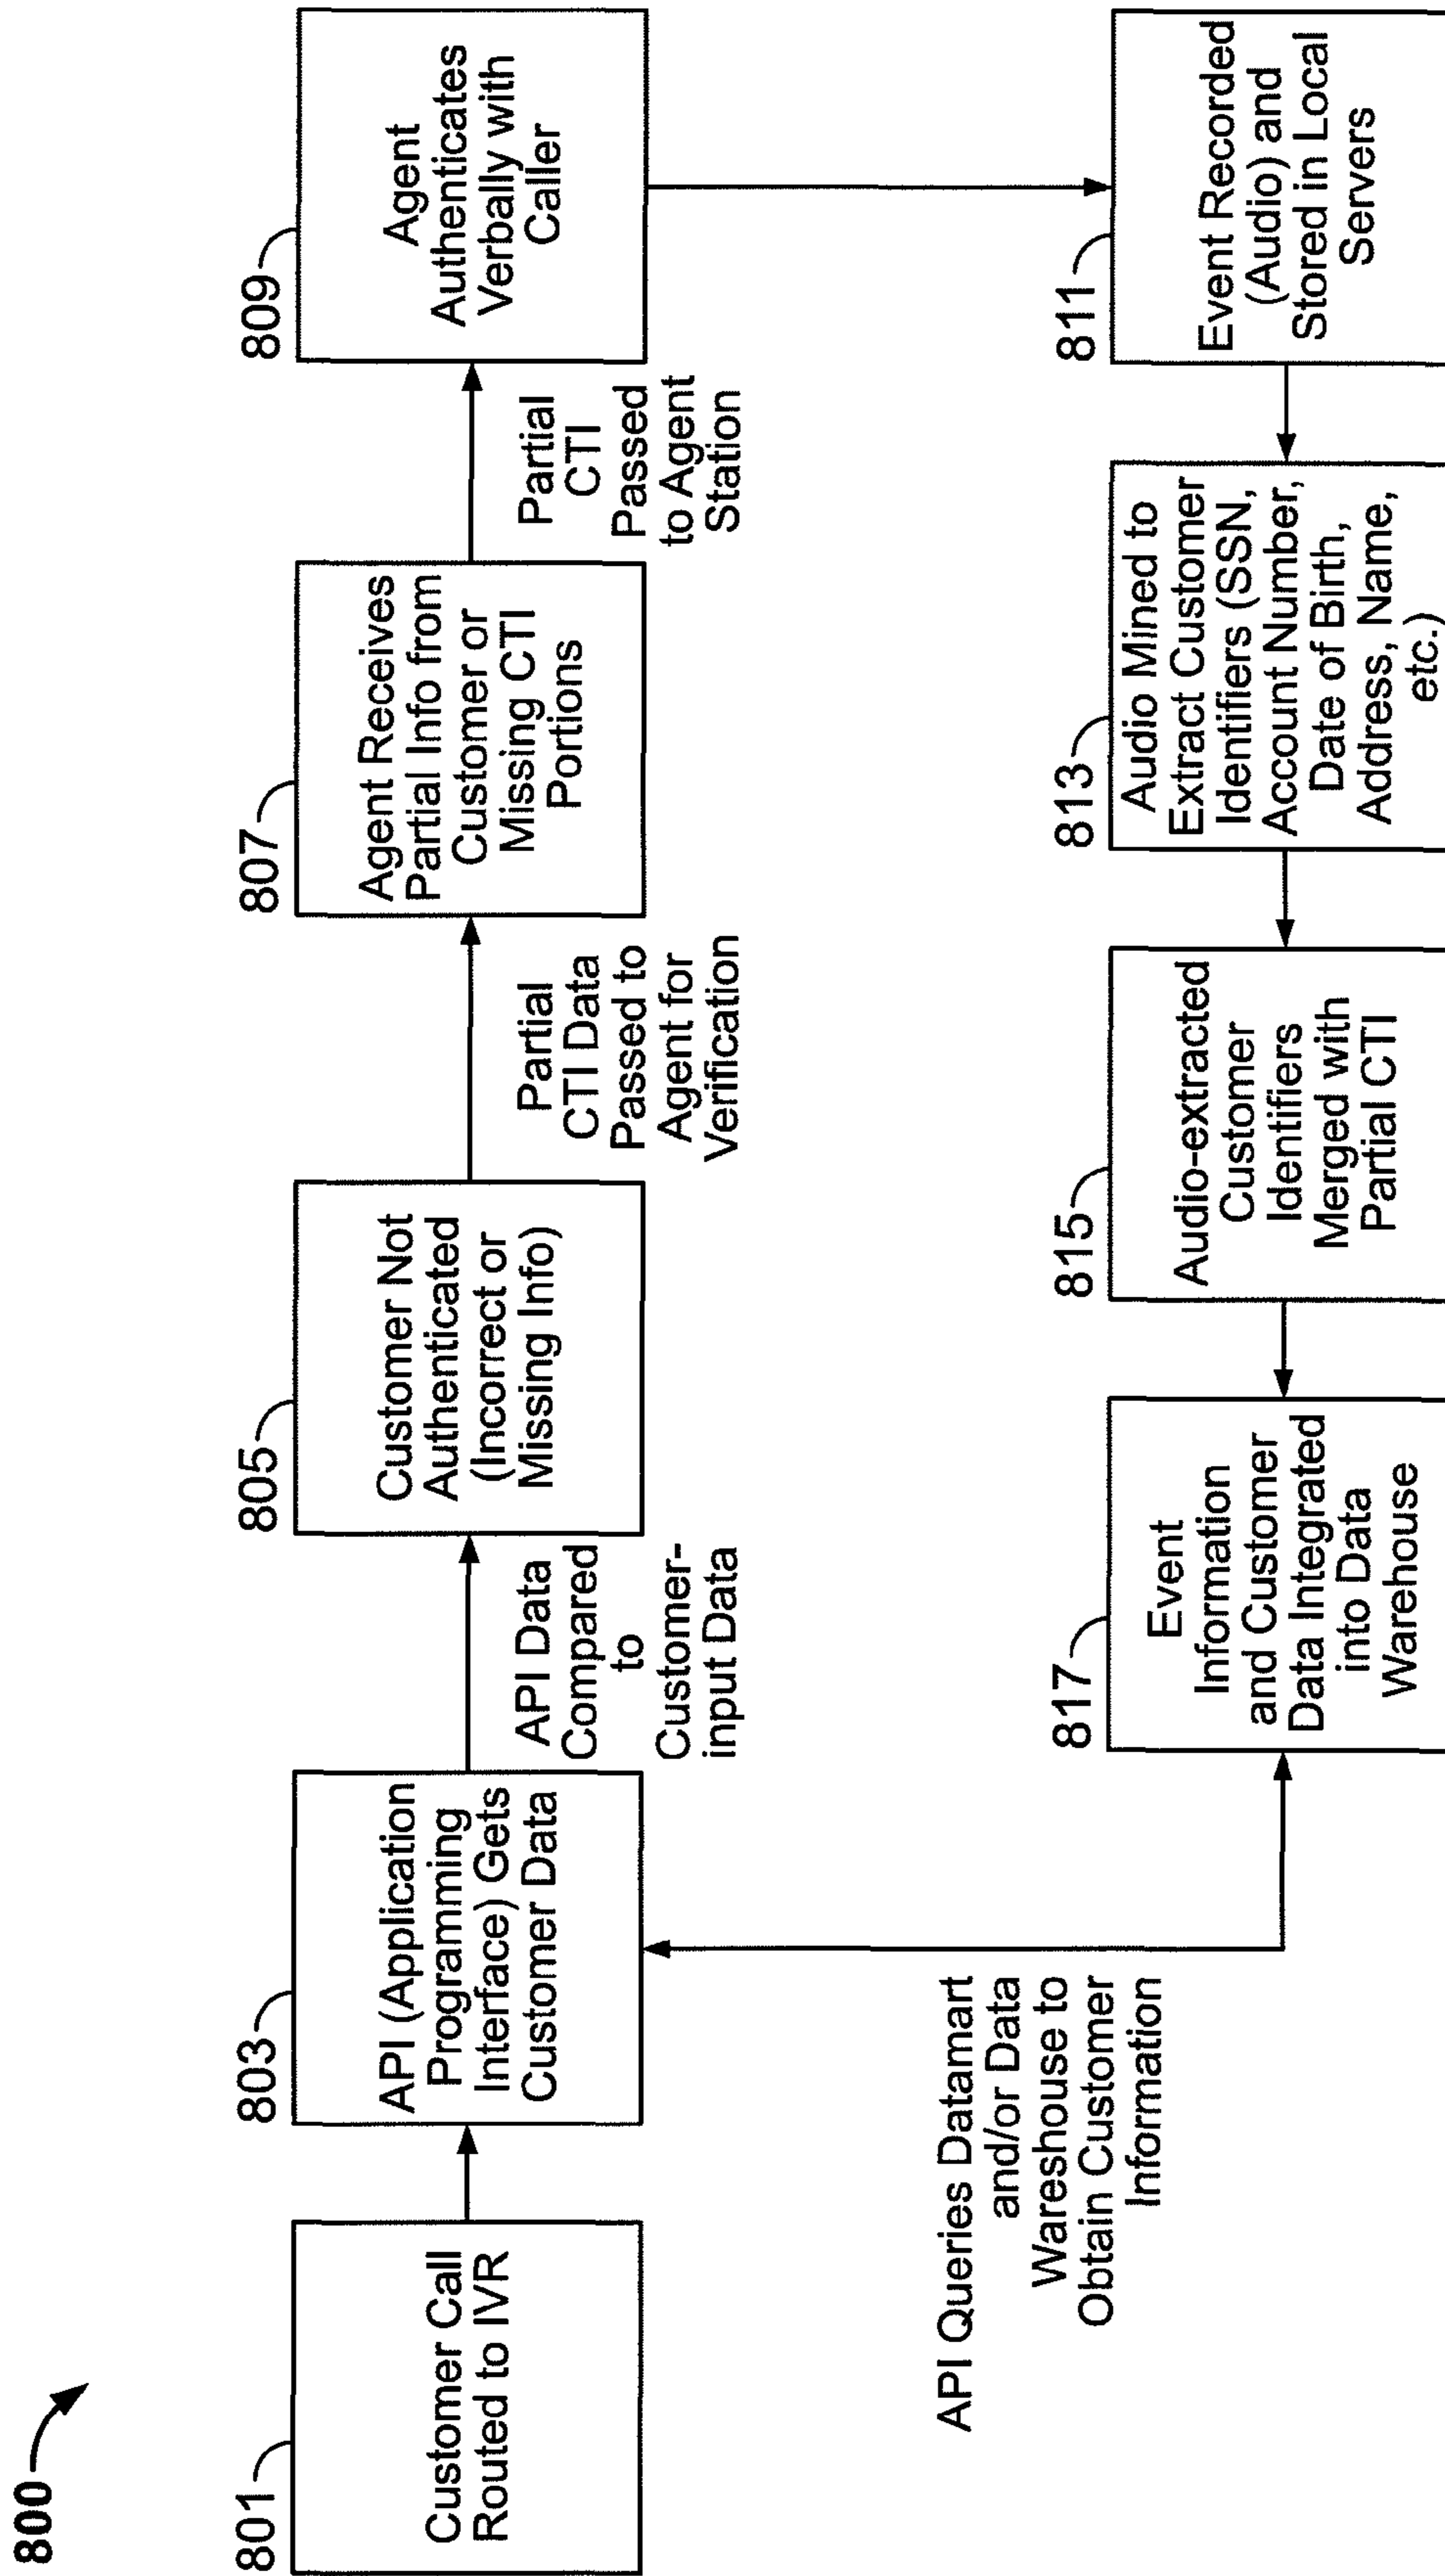 800
801
Customer Call
Routed to IVR
803
API (Application
Programming
Interface) Gets
Customer Data
API Data
Compared
to
Customer-
input Data
805
Customer Not
Authenticated
(Incorrect or
Missing Info)
Partial
CTI Data
Passed to
Agent for
Verification
807
Agent Receives
Partial Info from
Customer or
Missing CTI
Portions
Partial
CTI
Passed
to Agent
Station
809
Agent
Authenticates
Verbally with
Caller
API Queries Datamart
and/or Data
Wareshouse to
Obtain Customer
Information
817
Event
Information
and Customer
Data Integrated
into Data
Warehouse
815
Audio-extracted
Customer
Identifiers
Merged with
Partial CTI
813
Audio Mined to
Extract Customer
Identifiers (SSN,
Account Number,
Date of Birth,
Address, Name,
etc.)
811
Event Recorded
(Audio) and
Stored in Local
Servers